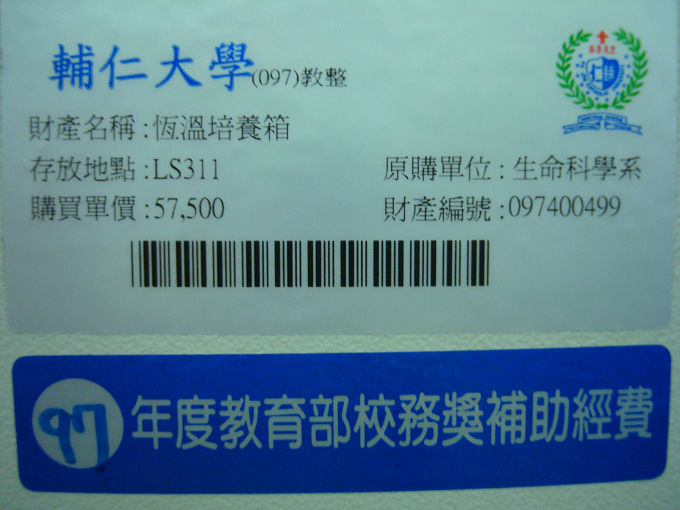 輔仁大學(097)教整
財產名稱:恆溫培養箱
存放地點:LS311 原購單位:生命科學系
購買單價:57,500 財產編號:097400499
97年度教育部校務獎補助經費